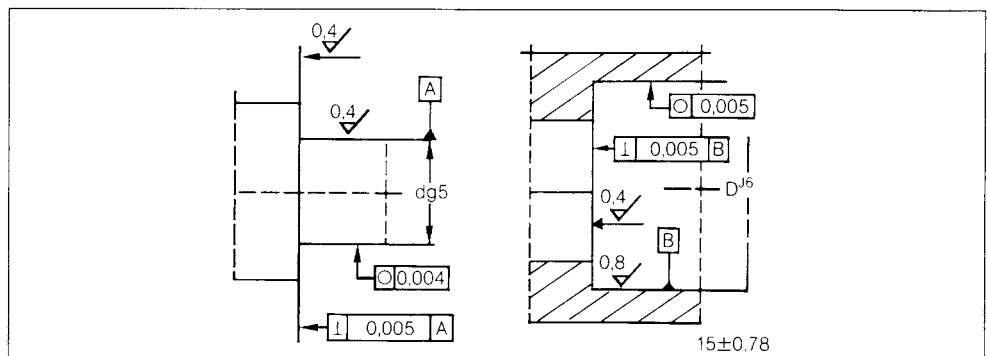 0,4
0,4
A
dg5
○ 0,004
⊥ 0,005 A
○ 0,005
⊥ 0,005 B
D^J6
0,4
B
0,8
15±0,78